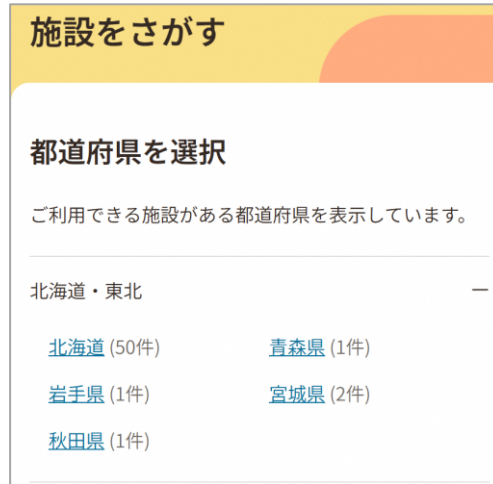 施設をさがす
都道府県を選択
ご利用できる施設がある都道府県を表示しています。
北海道・東北
北海道 (50件) 青森県 (1件)
岩手県 (1件) 宮城県 (2件)
秋田県 (1件)